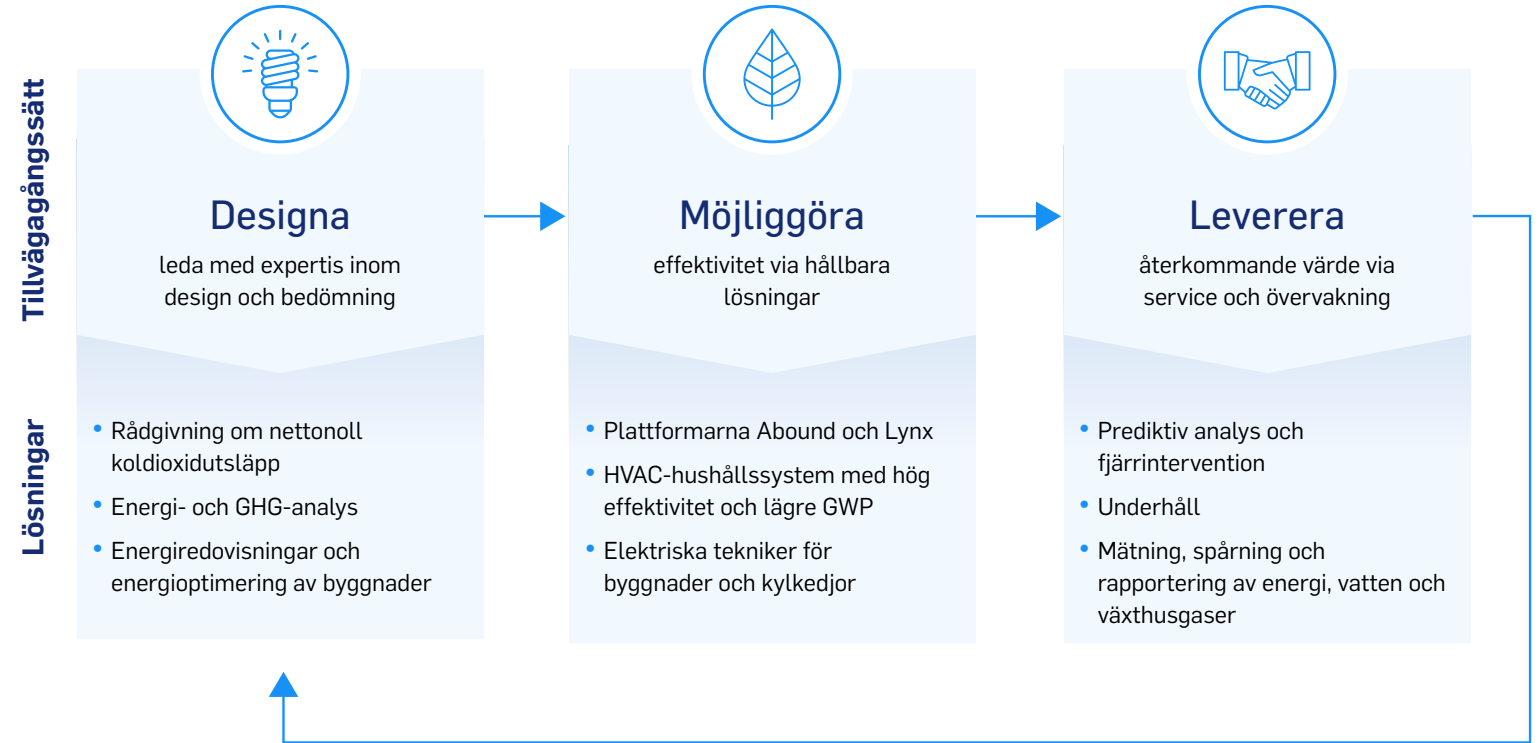 Tillvägagångssätt
Designa
leda med expertis inom
design och bedömning
Möjliggöra
effektivitet via hållbara
lösningar
Leverera
återkommande värde via
service och övervakning
Lösningar
• Rådgivning om nettonoll
koldioxidutsläpp
• Energi- och GHG-analys
• Energiredovisningar och
energioptimering av byggnader
• Plattformarna Abound och Lynx
• HVAC-hushållssystem med hög
effektivitet och lägre GWP
• Elektriska tekniker för
byggnader och kylkedjor
• Prediktiv analys och
fjärrintervention
• Underhåll
• Mätning, spårning och
rapportering av energi, vatten och
växthusgaser